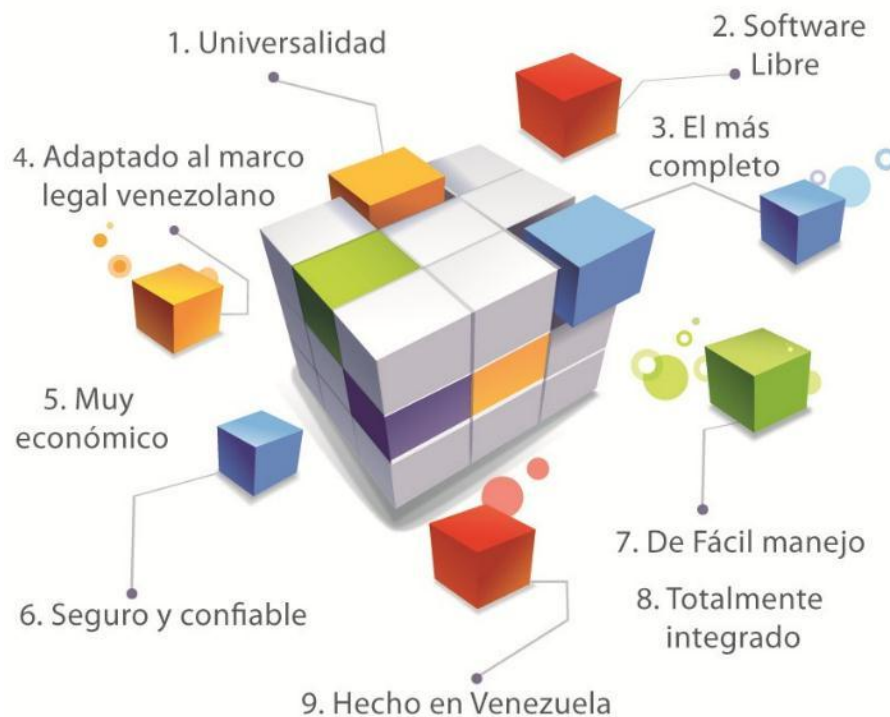 1. Universalidad
2. Software
Libre
3. El más
completo
4. Adaptado al marco
legal venezolano
5. Muy
económico
6. Seguro y confiable
7. De Fácil manejo
8. Totalmente
integrado
9. Hecho en Venezuela